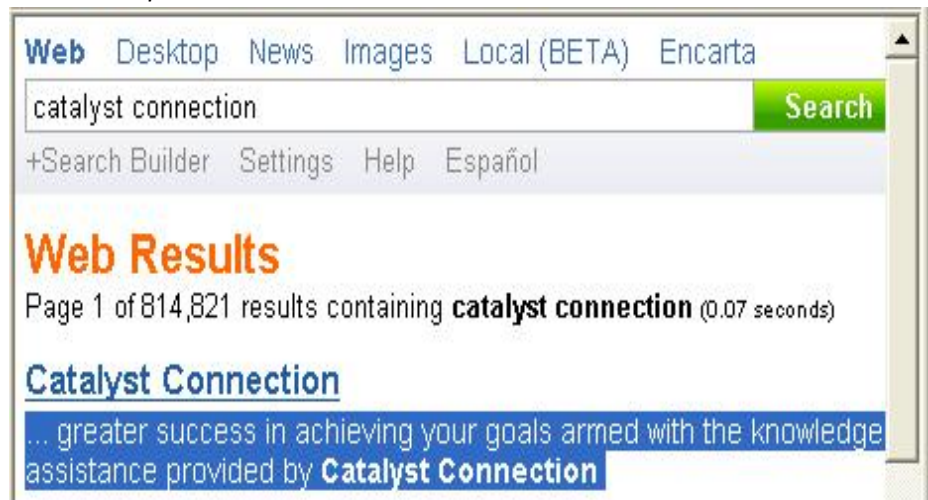 Web Desktop News Images Local (BETA) Encarta
catalyst connection Search
+Search Builder Settings Help Español
Web Results
Page 1 of 814,821 results containing catalyst connection (0.07 seconds)
Catalyst Connection
... greater success in achieving your goals armed with the knowledge
assistance provided by Catalyst Connection